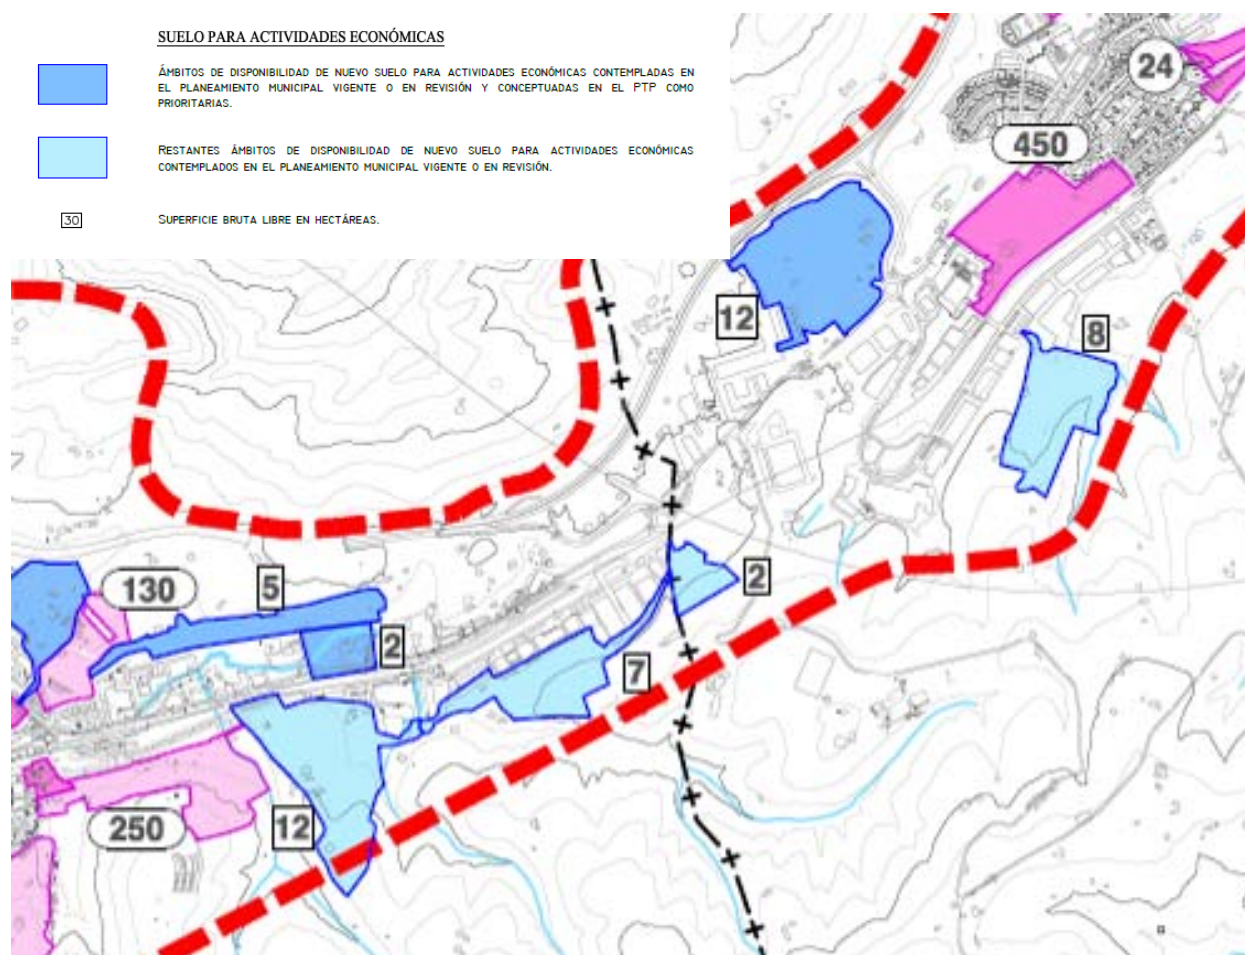 SUELO PARA ACTIVIDADES ECONÓMICAS
ÁMBITOS DE DISPONIBILIDAD DE NUEVO SUELO PARA ACTIVIDADES ECONÓMICAS CONTEMPLADAS EN
EL PLANEAMIENTO MUNICIPAL VIGENTE O EN REVISIÓN Y CONCEPTUADAS EN EL PTP COMO
PRIORITARIAS.
RESTANTES ÁMBITOS DE DISPONIBILIDAD DE NUEVO SUELO PARA ACTIVIDADES ECONÓMICAS
CONTEMPLADOS EN EL PLANEAMIENTO MUNICIPAL VIGENTE O EN REVISIÓN.
30 SUPERFICIE BRUTA LIBRE EN HECTÁREAS.
24
450
12
8
130
5
2
2
7
250
12